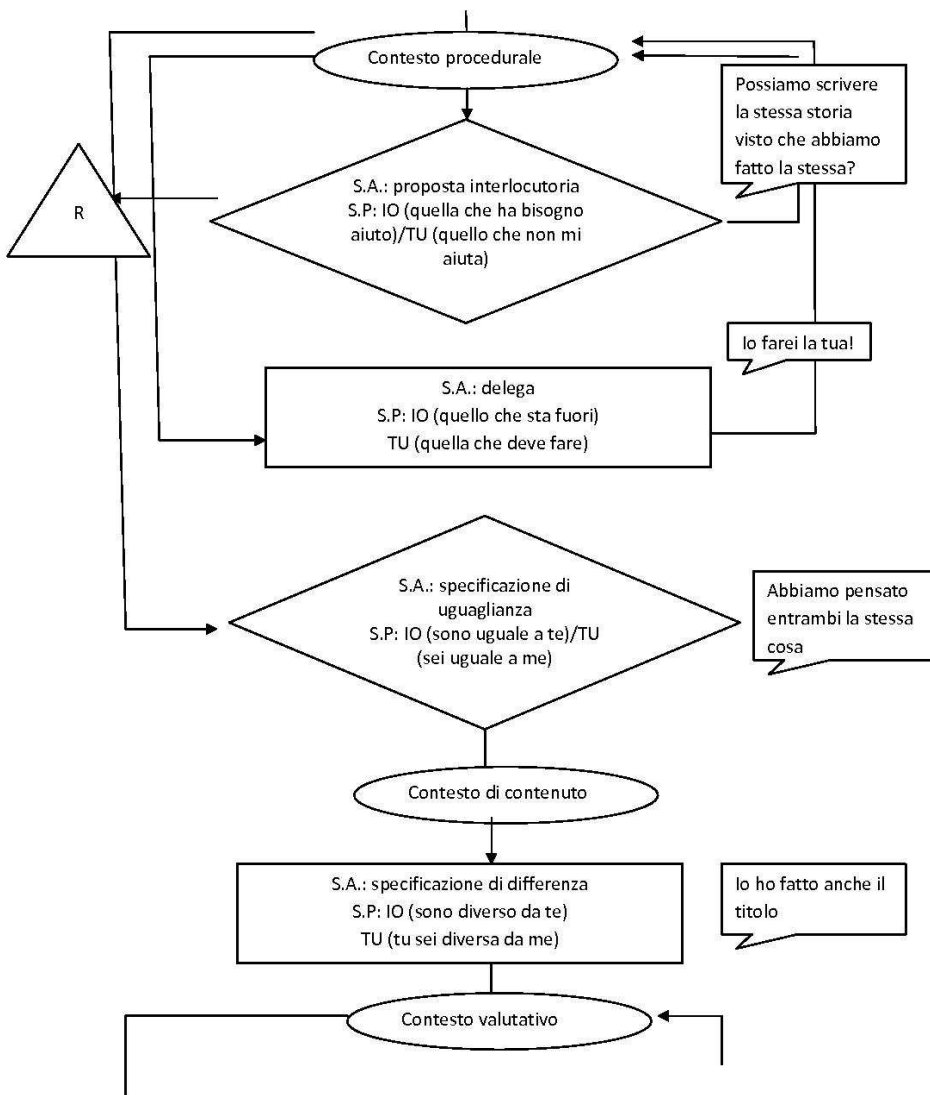 Contesto procedurale
Possiamo scrivere
la stessa storia
visto che abbiamo
fatto la stessa?
S.A.: proposta interlocutoria
S.P: IO (quella che ha bisogno
aiuto)/TU (quello che non mi
aiuta)
R
Io farei la tua!
S.A.: delega
S.P: IO (quello che sta fuori)
TU (quella che deve fare)
S.A.: specificazione di
uguaglianza
S.P: IO (sono uguale a te)/TU
(sei uguale a me)
Abbiamo pensato
entrambi la stessa
cosa
Contesto di contenuto
S.A.: specificazione di differenza
S.P: IO (sono diverso da te)
TU (tu sei diversa da me)
Io ho fatto anche il
titolo
Contesto valutativo